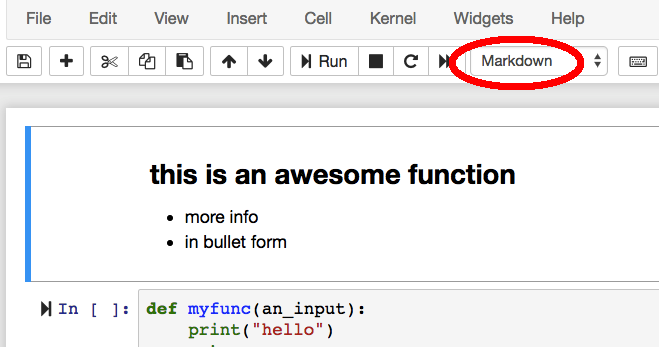 File Edit View Insert Cell Kernel Widgets Help
Run Markdown
this is an awesome function
more info
in bullet form
In [ ]: def myfunc(an_input):
print("hello")